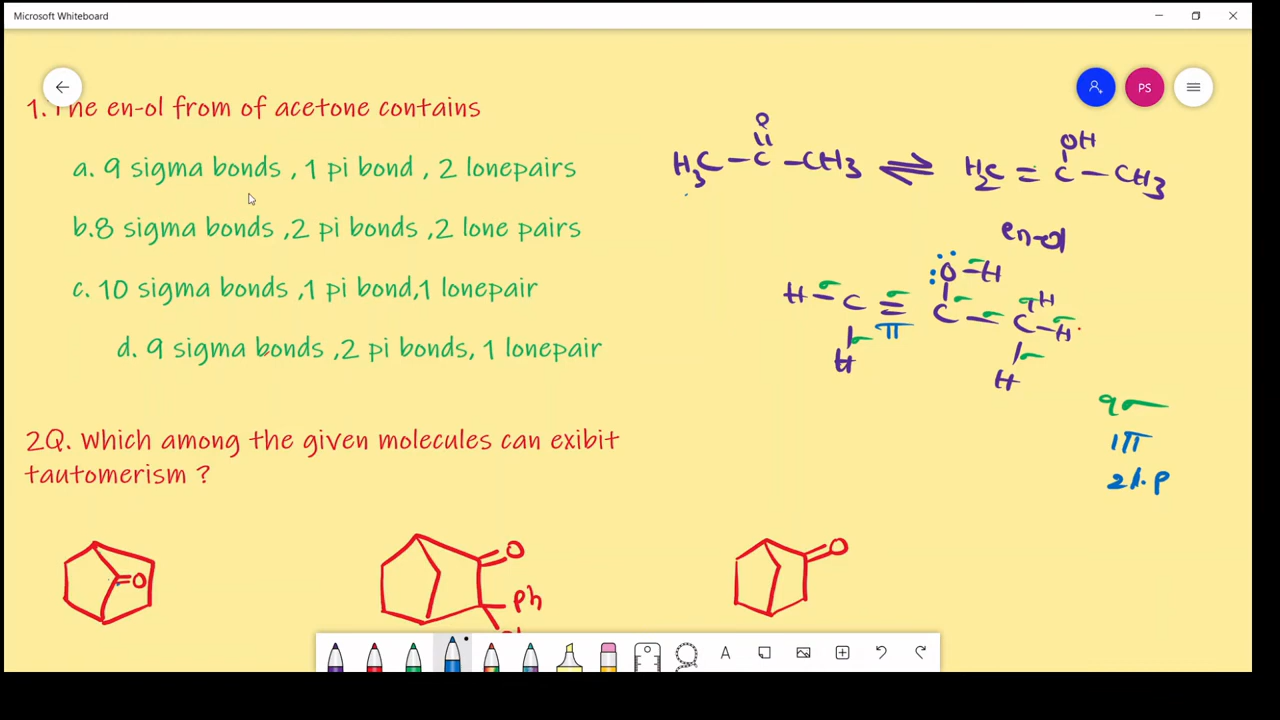 Microsoft Whiteboard
PS
1. The en-ol from of acetone contains
a. 9 sigma bonds , 1 pi bond , 2 lonepairs
b.8 sigma bonds ,2 pi bonds ,2 lone pairs
c. 10 sigma bonds ,1 pi bond,1 lonepair
d. 9 sigma bonds ,2 pi bonds, 1 lonepair
O
H3C - C - CH3 ⇌ H2C = C - CH3
OH
en-ol
O - H
H - C = C - C - H
H
π
H
H
9σ
1π
2l.p
2Q. Which among the given molecules can exibit
tautomerism ?
=O
O
Ph
O
A